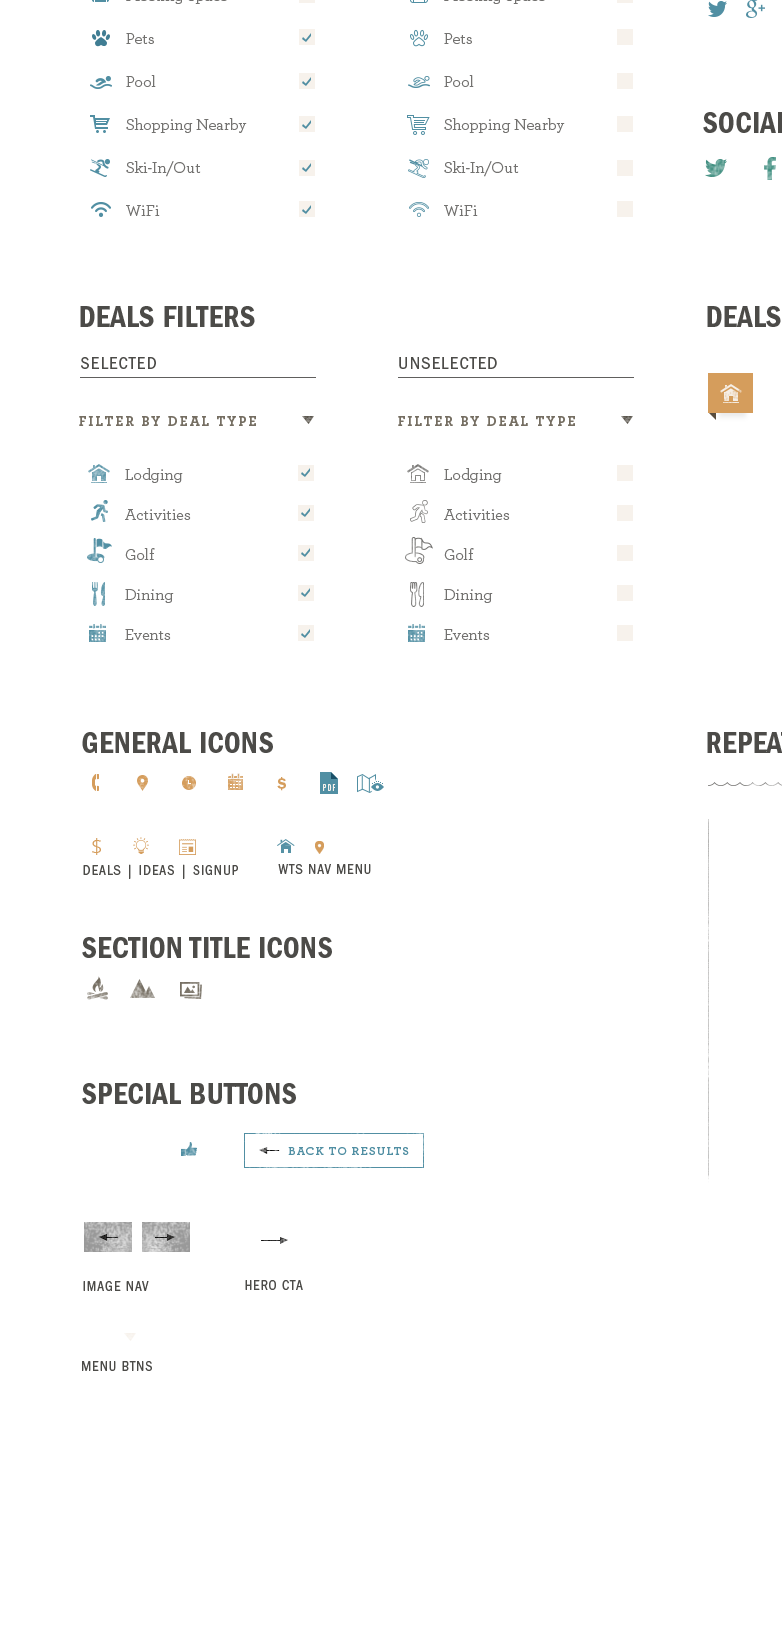 Pets Pets
Pool Pool
SOCIAL
Shopping Nearby Shopping Nearby
Ski-In/Out Ski-In/Out
WiFi WiFi
DEALS FILTERS DEALS
SELECTED UNSELECTED
FILTER BY DEAL TYPE FILTER BY DEAL TYPE
Lodging Lodging
Activities Activities
Golf Golf
Dining Dining
Events Events
GENERAL ICONS REPEAT
$ PDF
$
DEALS | IDEAS | SIGNUP WTS NAV MENU
SECTION TITLE ICONS
SPECIAL BUTTONS
BACK TO RESULTS
IMAGE NAV HERO CTA
MENU BTNS